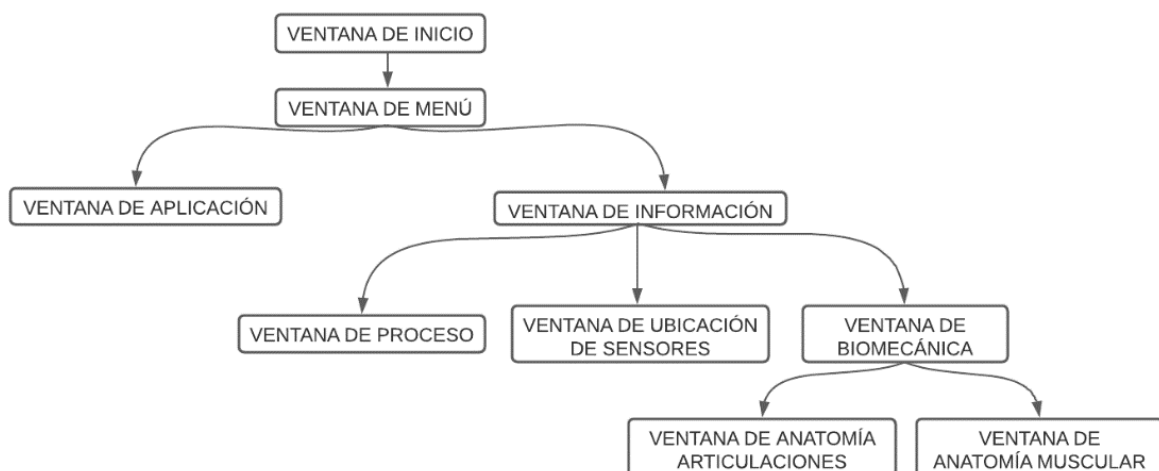 VENTANA DE INICIO
VENTANA DE MENÚ
VENTANA DE APLICACIÓN
VENTANA DE INFORMACIÓN
VENTANA DE PROCESO
VENTANA DE UBICACIÓN
DE SENSORES
VENTANA DE
BIOMECÁNICA
VENTANA DE ANATOMÍA
ARTICULACIONES
VENTANA DE
ANATOMÍA MUSCULAR